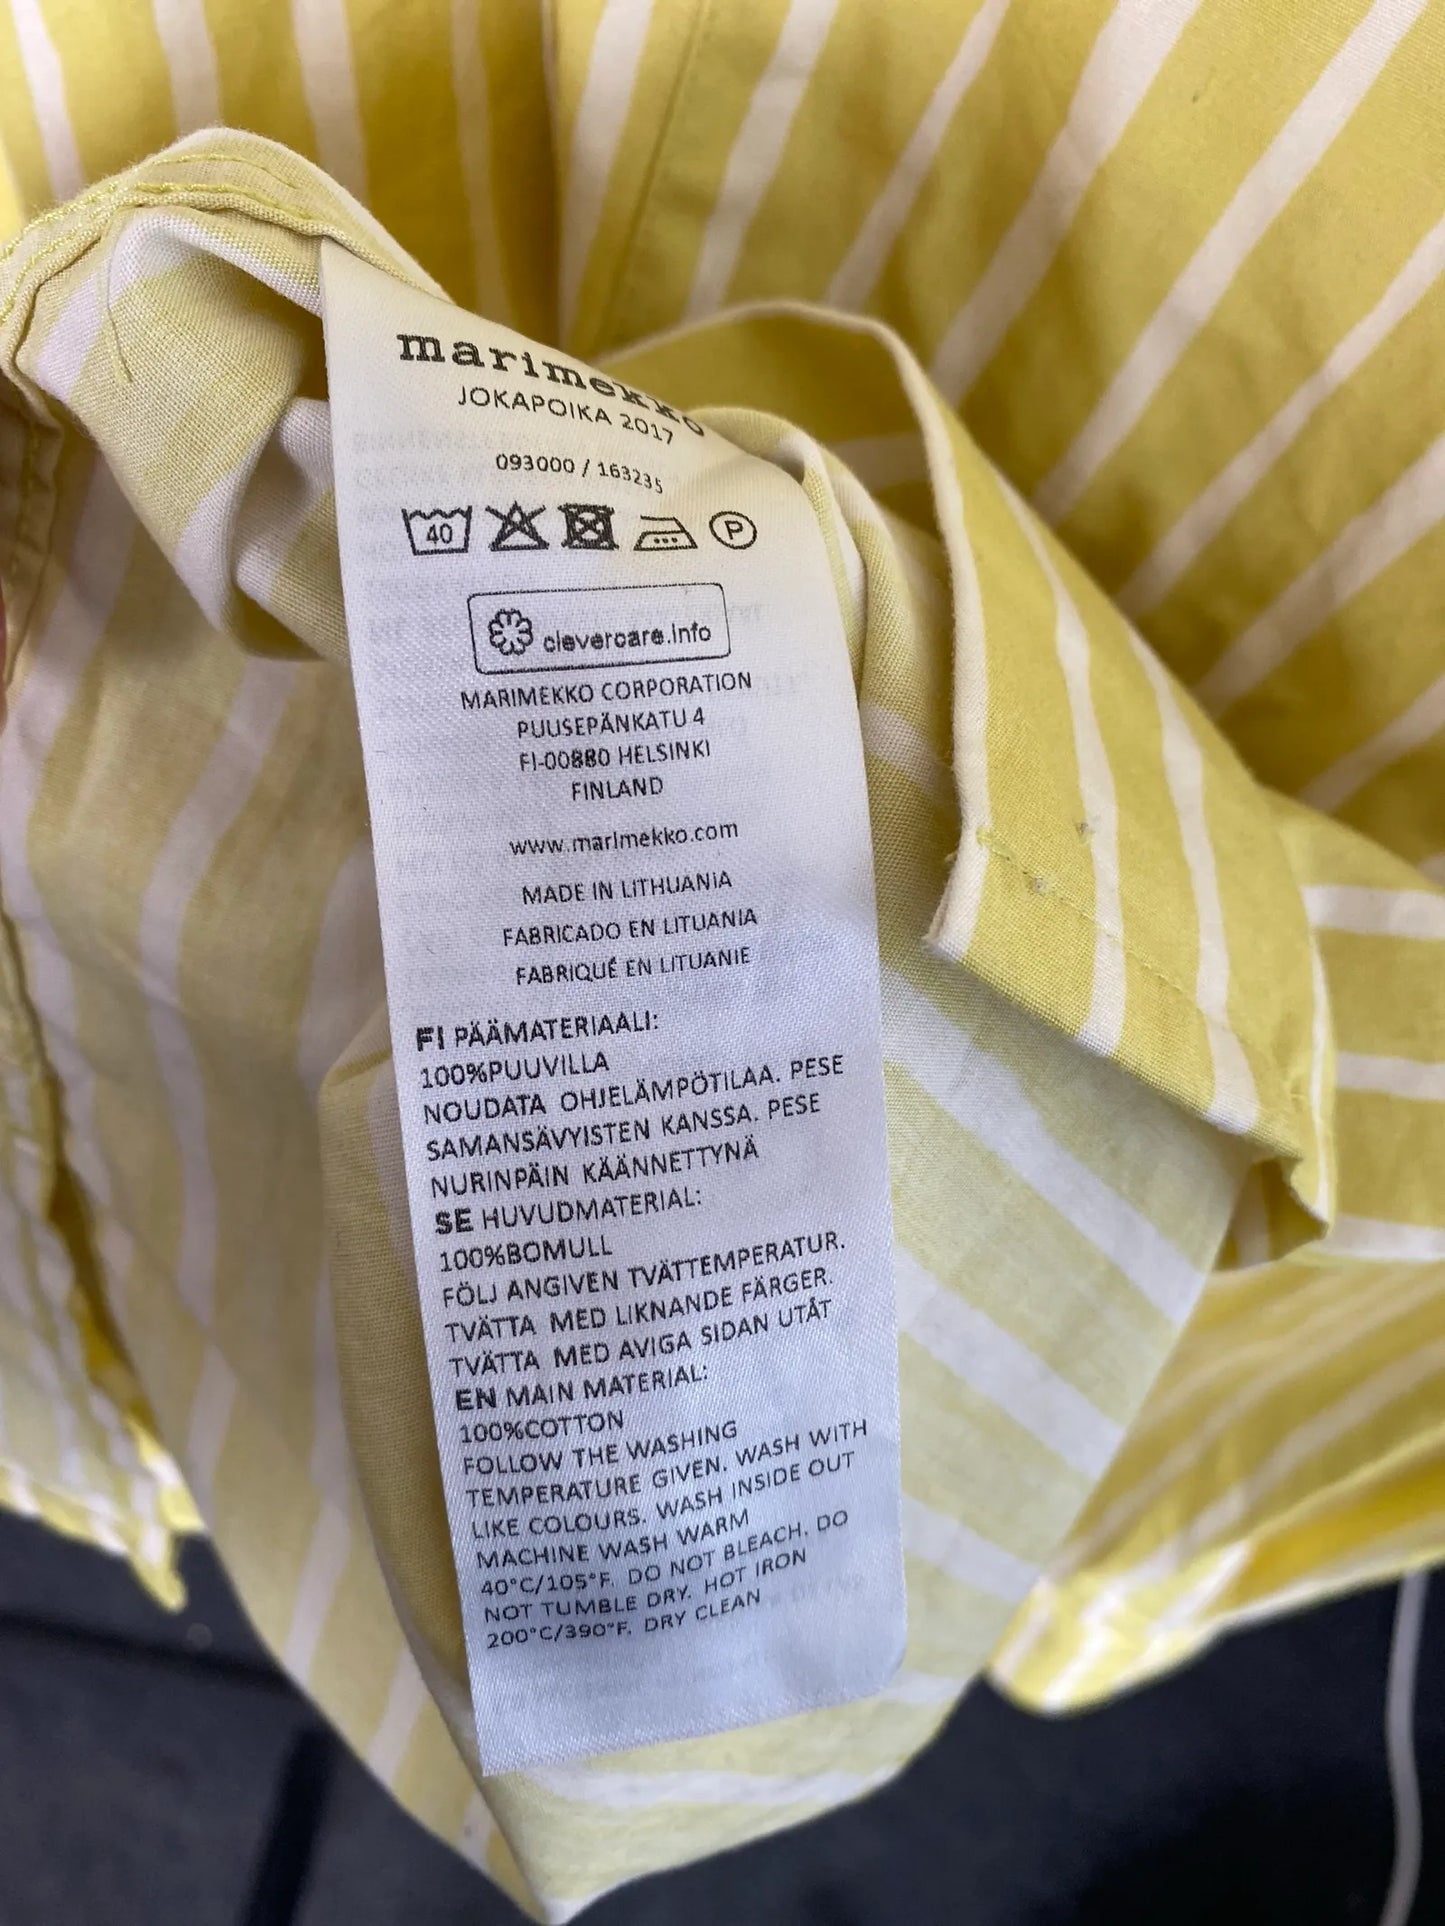 marimekko
JOKAPOIKA 2017
093000 / 163235
40 P
clevercare.info
MARIMEKKO CORPORATION
PUUSEPÄNKATU 4
FI-00880 HELSINKI
FINLAND
www.marimekko.com
MADE IN LITHUANIA
FABRICADO EN LITUANIA
FABRIQUÉ EN LITUANIE
FI PÄÄMATERIAALI:
100%PUUVILLA
NOUDATA OHJELÄMPÖTILAA. PESE
SAMANSÄVYISTEN KANSSA. PESE
NURINPÄIN KÄÄNNETTYNÄ
SE HUVUDMATERIAL:
100%BOMULL
FÖLJ ANGIVEN TVÄTTEMPERATUR.
TVÄTTA MED LIKNANDE FÄRGER.
TVÄTTA MED AVIGA SIDAN UTÅT
EN MAIN MATERIAL:
100%COTTON
FOLLOW THE WASHING
TEMPERATURE GIVEN. WASH WITH
LIKE COLOURS. WASH INSIDE OUT
MACHINE WASH WARM
40°C/105°F. DO NOT BLEACH. DO
NOT TUMBLE DRY. HOT IRON
200°C/390°F. DRY CLEAN